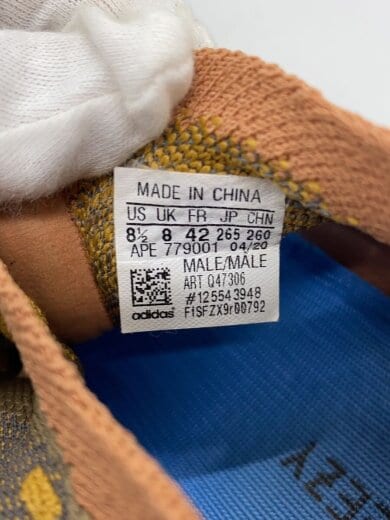 MADE IN CHINA
US UK FR JP CHN
8½ 8 42 265 260
APE 779001 04/20
MALE/MALE
ART Q47306
#125543948
adidas F1SFZX9r00792
EEZY